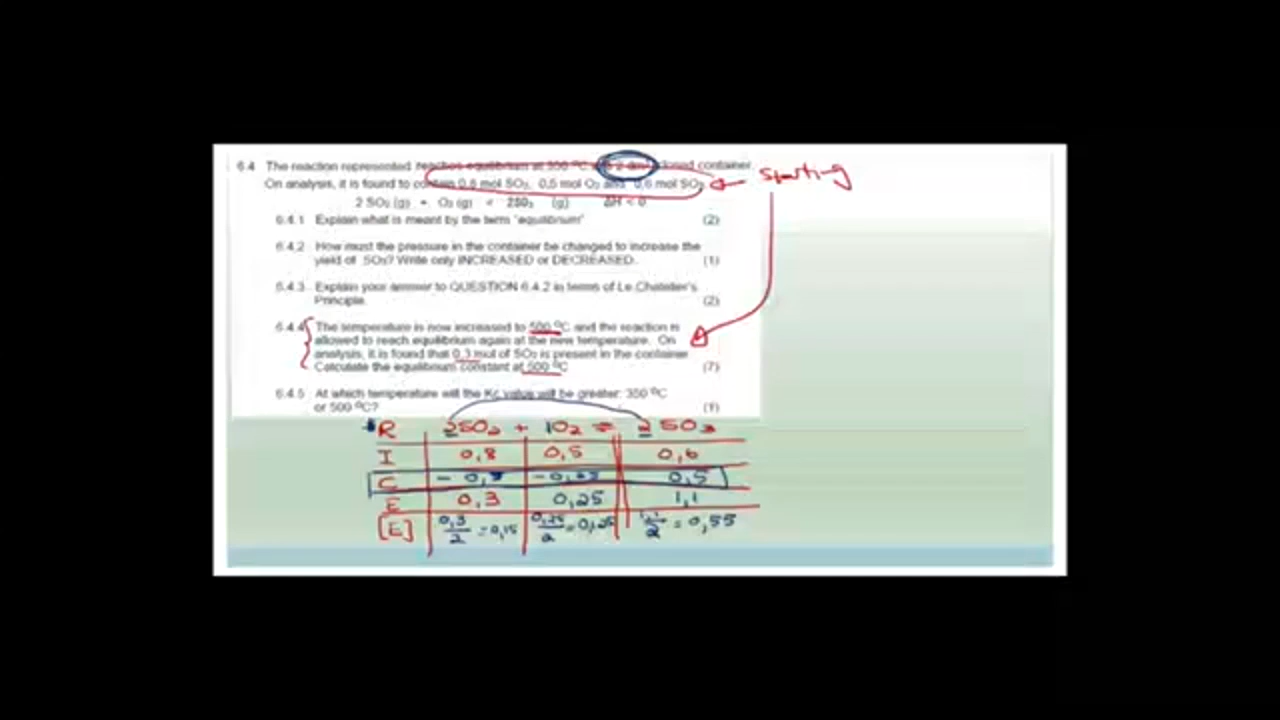 6.4 The reaction represented reaches equilibrium at 350 ºC in a 2 dm³ closed container.
On analysis, it is found to contain 0,8 mol SO₂, 0,5 mol O₂ and 0,6 mol SO₃.
starting
2 SO₂ (g) + O₂ (g) 2SO₃ (g) ΔH < 0
6.4.1 Explain what is meant by the term "equilibrium" (2)
6.4.2 How must the pressure in the container be changed to increase the
yield of SO₃? Write only INCREASED or DECREASED. (1)
6.4.3 Explain your answer to QUESTION 6.4.2 in terms of Le Chatelier's
Principle. (2)
6.4.4 The temperature is now increased to 500 ºC and the reaction is
allowed to reach equilibrium again at the new temperature. On
analysis, it is found that 0,3 mol of SO₂ is present in the container
Calculate the equilibrium constant at 500 ºC (7)
6.4.5 At which temperature will the Kc value will be greater: 350 ºC
or 500 ºC? (1)
R 2SO₂ + 1O₂ ⇌ 2SO₃
I 0,8 0,5 0,6
C 0,5
E 0,3 0,25 1,1
[E] 0,3/2 = 0,15 0,25/2 = 0,125 1,1/2 = 0,55